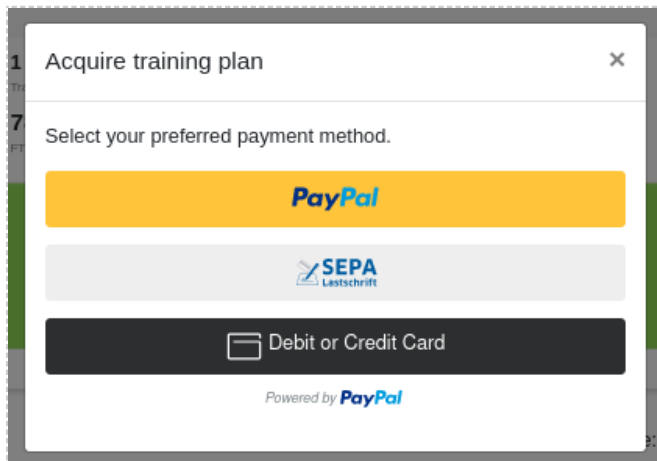 Acquire training plan ×
Select your preferred payment method.
PayPal
SEPA
Lastschrift
Debit or Credit Card
Powered by PayPal